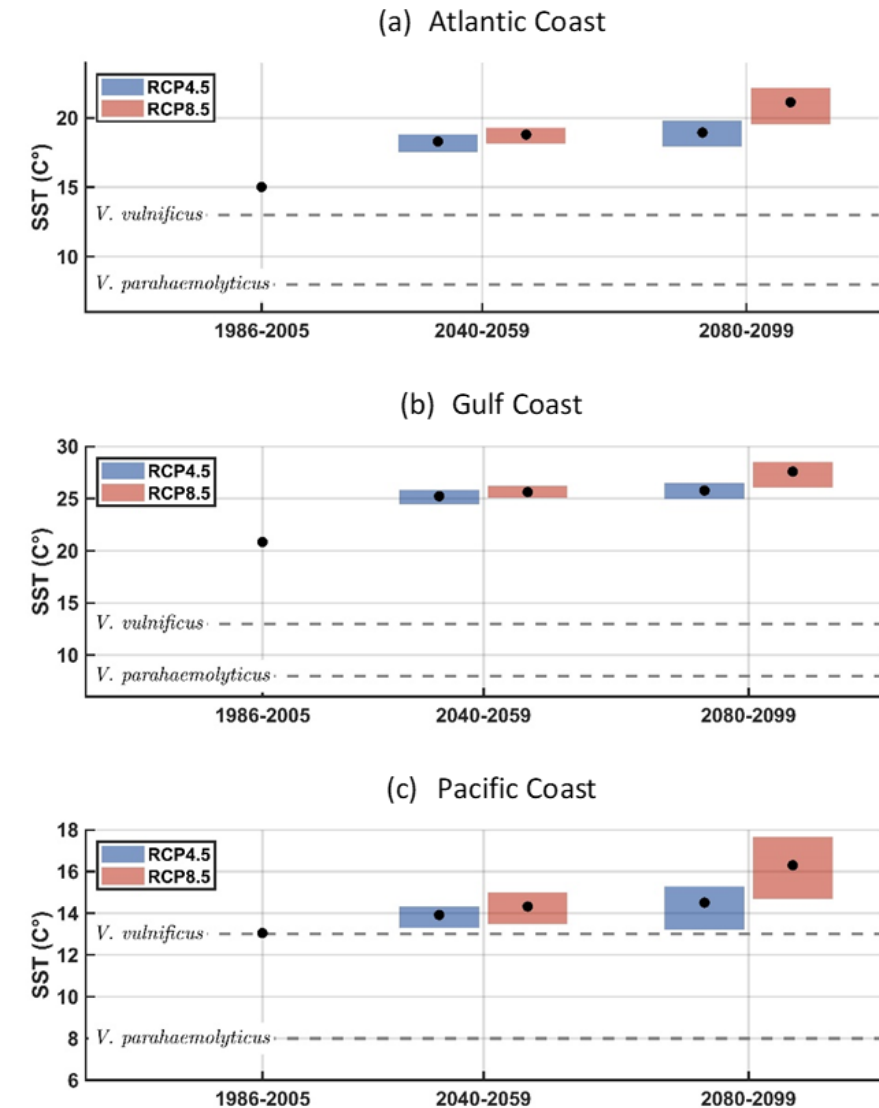 (a) Atlantic Coast
RCP4.5
RCP8.5
20
15
10
SST (C°)
V. vulnificus
V. parahaemolyticus
1986-2005 2040-2059 2080-2099
(b) Gulf Coast
RCP4.5
RCP8.5
30
25
20
15
10
SST (C°)
V. vulnificus
V. parahaemolyticus
1986-2005 2040-2059 2080-2099
(c) Pacific Coast
RCP4.5
RCP8.5
18
16
14
12
10
8
6
SST (C°)
V. vulnificus
V. parahaemolyticus
1986-2005 2040-2059 2080-2099